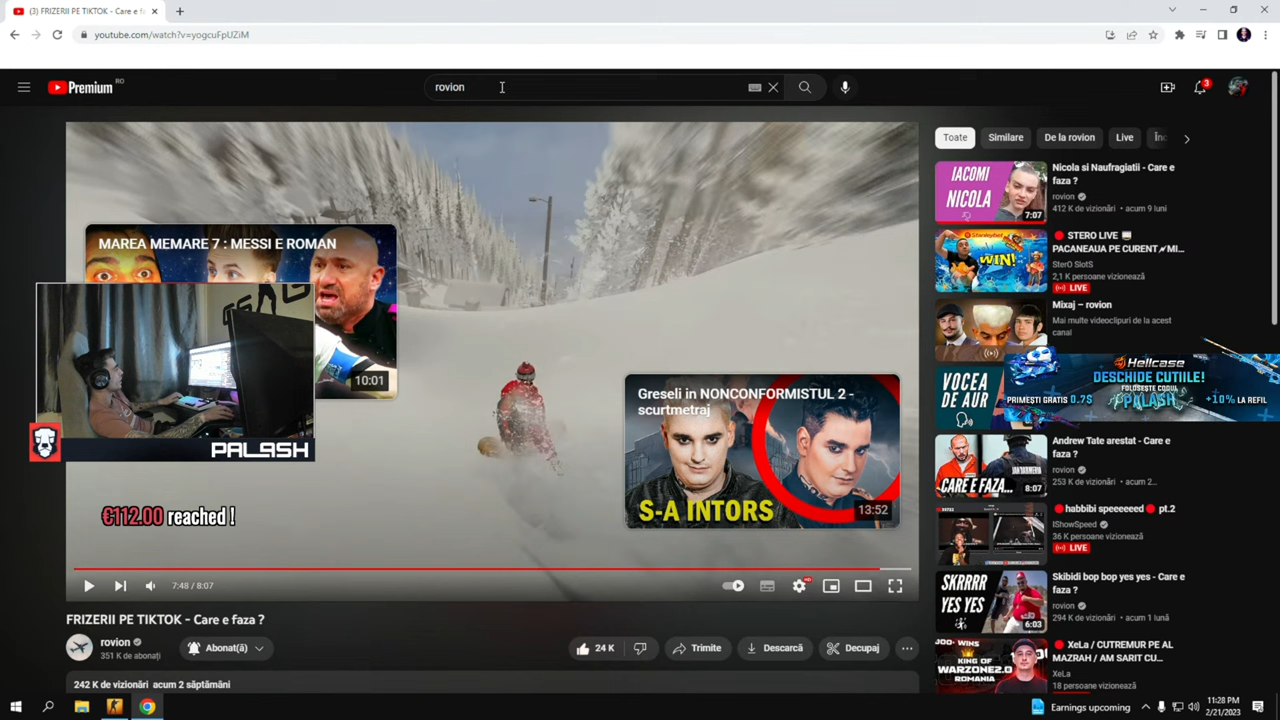 (3) FRIZERII PE TIKTOK - Care e fa
youtube.com/watch?v=yogcuFpUZiM
Premium RO
rovion
3
MAREA MEMARE 7 : MESSI E ROMAN
10:01
PALASH
€112.00 reached !
Greseli in NONCONFORMISTUL 2 -
scurtmetraj
S-A INTORS
13:52
7:48 / 8:07
HD
FRIZERII PE TIKTOK - Care e faza ?
rovion
351 K de abonați
Abonat(ă)
24 K
Trimite
Descarcă
Decupaj
242 K de vizionări acum 2 săptămâni
Toate
Similare
De la rovion
Live
Înc
IACOMI
NICOLA
7:07
Nicola si Naufragiatii - Care e
faza ?
rovion
412 K de vizionări • acum 9 luni
WIN!
STERO LIVE
PACANEAUA PE CURENT⚡MI...
SterO SlotS
2,1 K persoane vizionează
LIVE
Mixaj – rovion
Mai multe videoclipuri de la acest
canal
VOCEA
DE AUR
Hellcase
DESCHIDE CUTIILE!
FOLOSEȘTE CODUL
PRIMEȘTI GRATIS 0.7$
PALASH
+10% LA REFIL
JANDARMERIA
CARE E FAZA...
8:07
Andrew Tate arestat - Care e
faza ?
rovion
253 K de vizionări • acum 2...
habbibi speeeeeed pt.2
IShowSpeed
36 K persoane vizionează
LIVE
SKRRRR
YES YES
6:03
Skibidi bop bop yes yes - Care e
faza ?
rovion
294 K de vizionări • acum 1 lună
KING OF
WARZONE2.0
ROMANIA
XeLa / CUTREMUR PE AL
MAZRAH / AM SARIT CU...
XeLa
18 persoane vizionează
Earnings upcoming
11:28 PM
2/21/2023